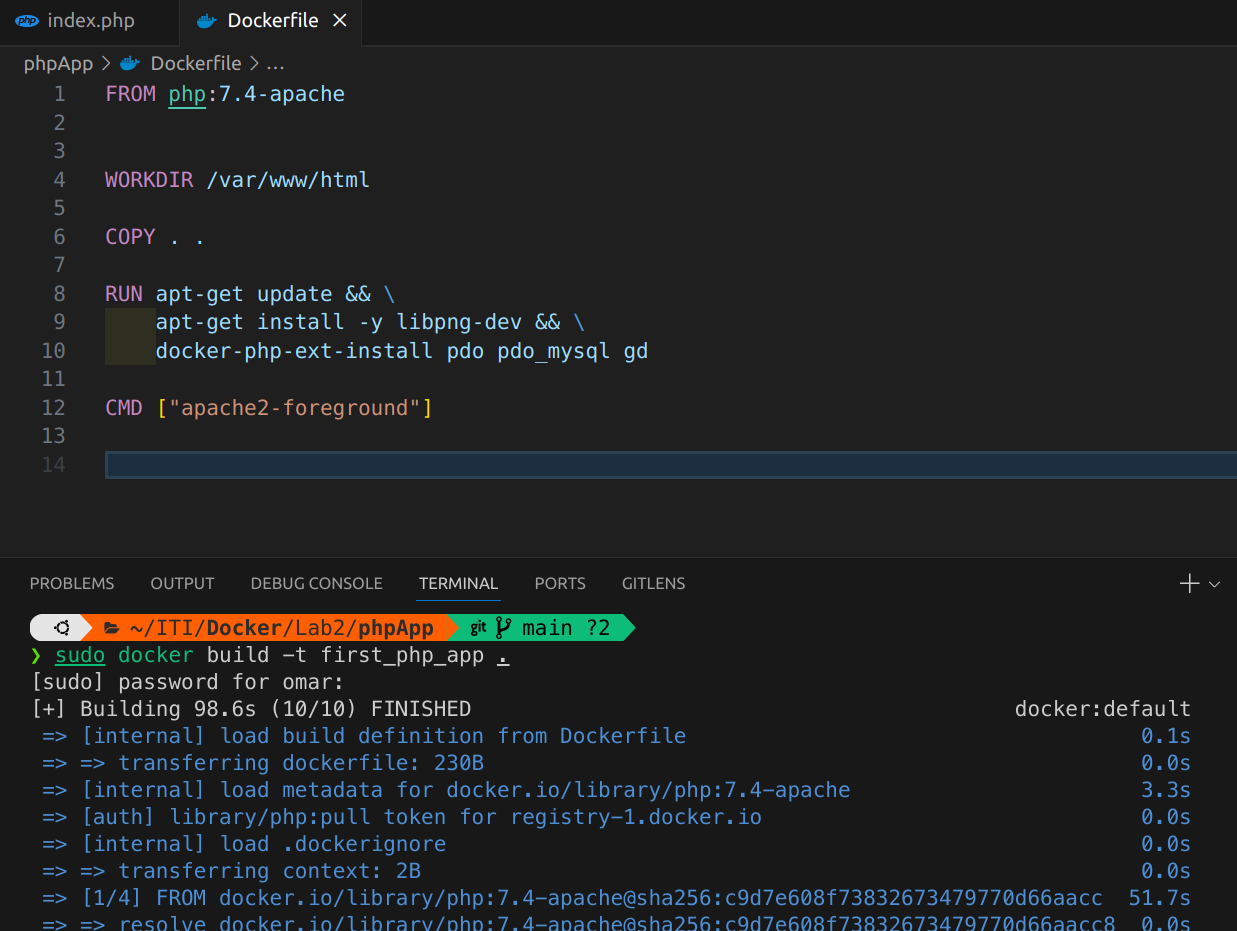 php index.php
Dockerfile ×
phpApp > Dockerfile > ...
1 FROM php:7.4-apache
2
3
4 WORKDIR /var/www/html
5
6 COPY . .
7
8 RUN apt-get update && \
9     apt-get install -y libpng-dev && \
10     docker-php-ext-install pdo pdo_mysql gd
11
12 CMD ["apache2-foreground"]
13
14
PROBLEMS OUTPUT DEBUG CONSOLE TERMINAL PORTS GITLENS
~/ITI/Docker/Lab2/phpApp git main ?2
❯ sudo docker build -t first_php_app .
[sudo] password for omar:
[+] Building 98.6s (10/10) FINISHED docker:default
=> [internal] load build definition from Dockerfile 0.1s
=> => transferring dockerfile: 230B 0.0s
=> [internal] load metadata for docker.io/library/php:7.4-apache 3.3s
=> [auth] library/php:pull token for registry-1.docker.io 0.0s
=> [internal] load .dockerignore 0.0s
=> => transferring context: 2B 0.0s
=> [1/4] FROM docker.io/library/php:7.4-apache@sha256:c9d7e608f73832673479770d66aacc 51.7s
=> => resolve docker.io/library/php:7.4-apache@sha256:c9d7e608f73832673479770d66aacc8 0.0s